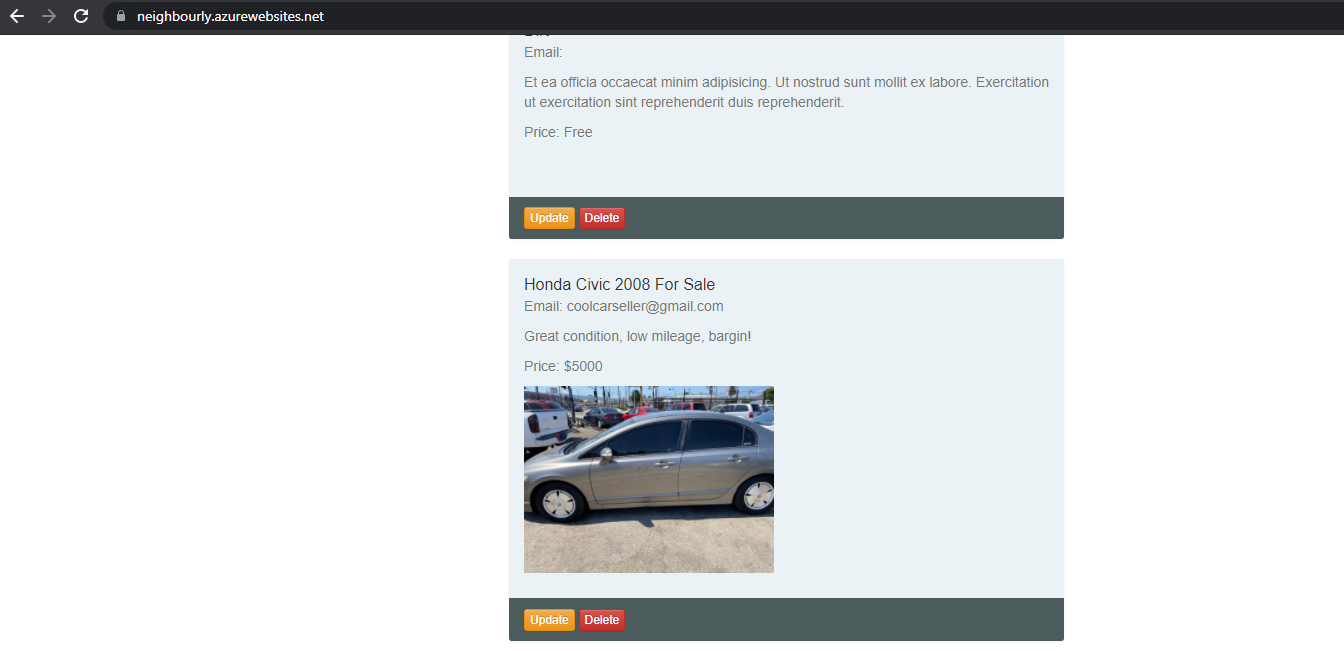 neighbourly.azurewebsites.net
Email:
Et ea officia occaecat minim adipisicing. Ut nostrud sunt mollit ex labore. Exercitation
ut exercitation sint reprehenderit duis reprehenderit.
Price: Free
Update Delete
Honda Civic 2008 For Sale
Email: coolcarseller@gmail.com
Great condition, low mileage, bargin!
Price: $5000
Update Delete